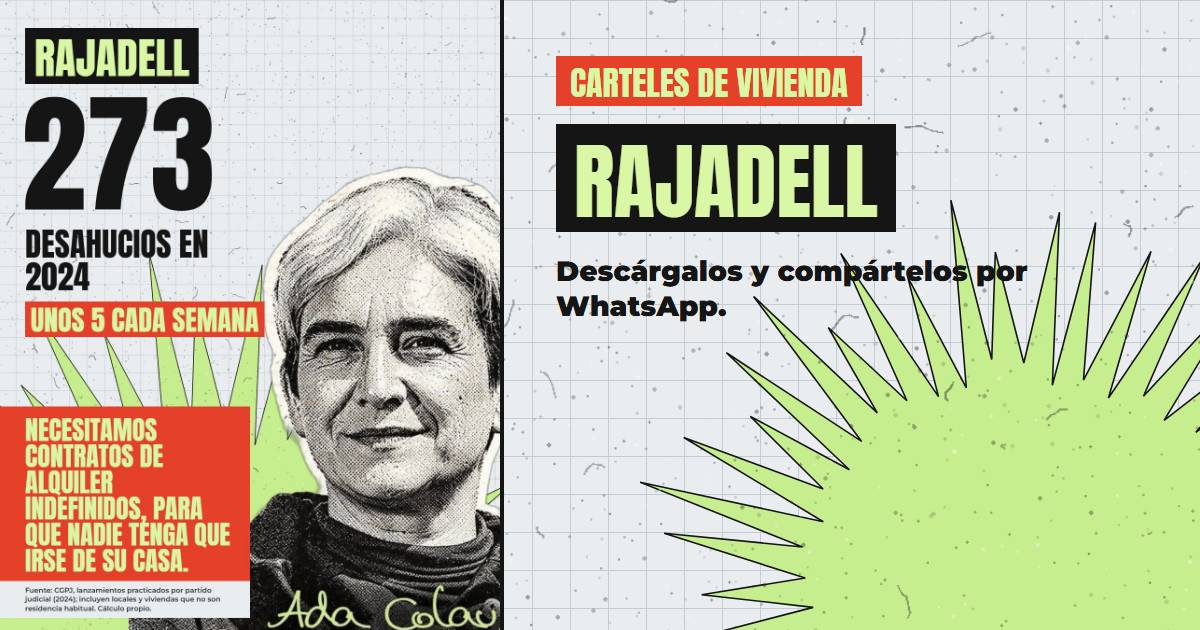 RAJADELL
273
DESAHUCIOS EN
2024
UNOS 5 CADA SEMANA
NECESITAMOS
CONTRATOS DE
ALQUILER
INDEFINIDOS, PARA
QUE NADIE TENGA QUE
IRSE DE SU CASA.
Fuente: CGPJ, lanzamientos practicados por partido
judicial (2024); incluyen locales y viviendas que no son
residencia habitual. Cálculo propio.
Ada Colau
CARTELES DE VIVIENDA
RAJADELL
Descárgalos y compártelos por
WhatsApp.